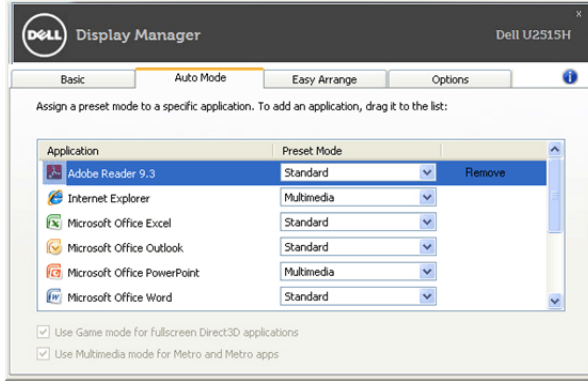 x
DELL Display Manager Dell U2515H
Basic Auto Mode Easy Arrange Options i
Assign a preset mode to a specific application. To add an application, drag it to the list:
Application Preset Mode
Adobe Reader 9.3 Standard Remove
Internet Explorer Multimedia
Microsoft Office Excel Standard
Microsoft Office Outlook Standard
Microsoft Office PowerPoint Multimedia
Microsoft Office Word Standard
Use Game mode for fullscreen Direct3D applications
Use Multimedia mode for Metro and Metro apps